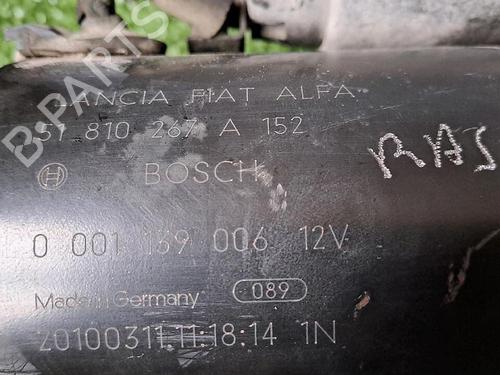 B-PARTS
LANCIA FIAT ALFA
51 810 267 A 152
RAS
BOSCH
0 001 139 006 12V
Made in Germany 089
20100311 11:18:14 1N